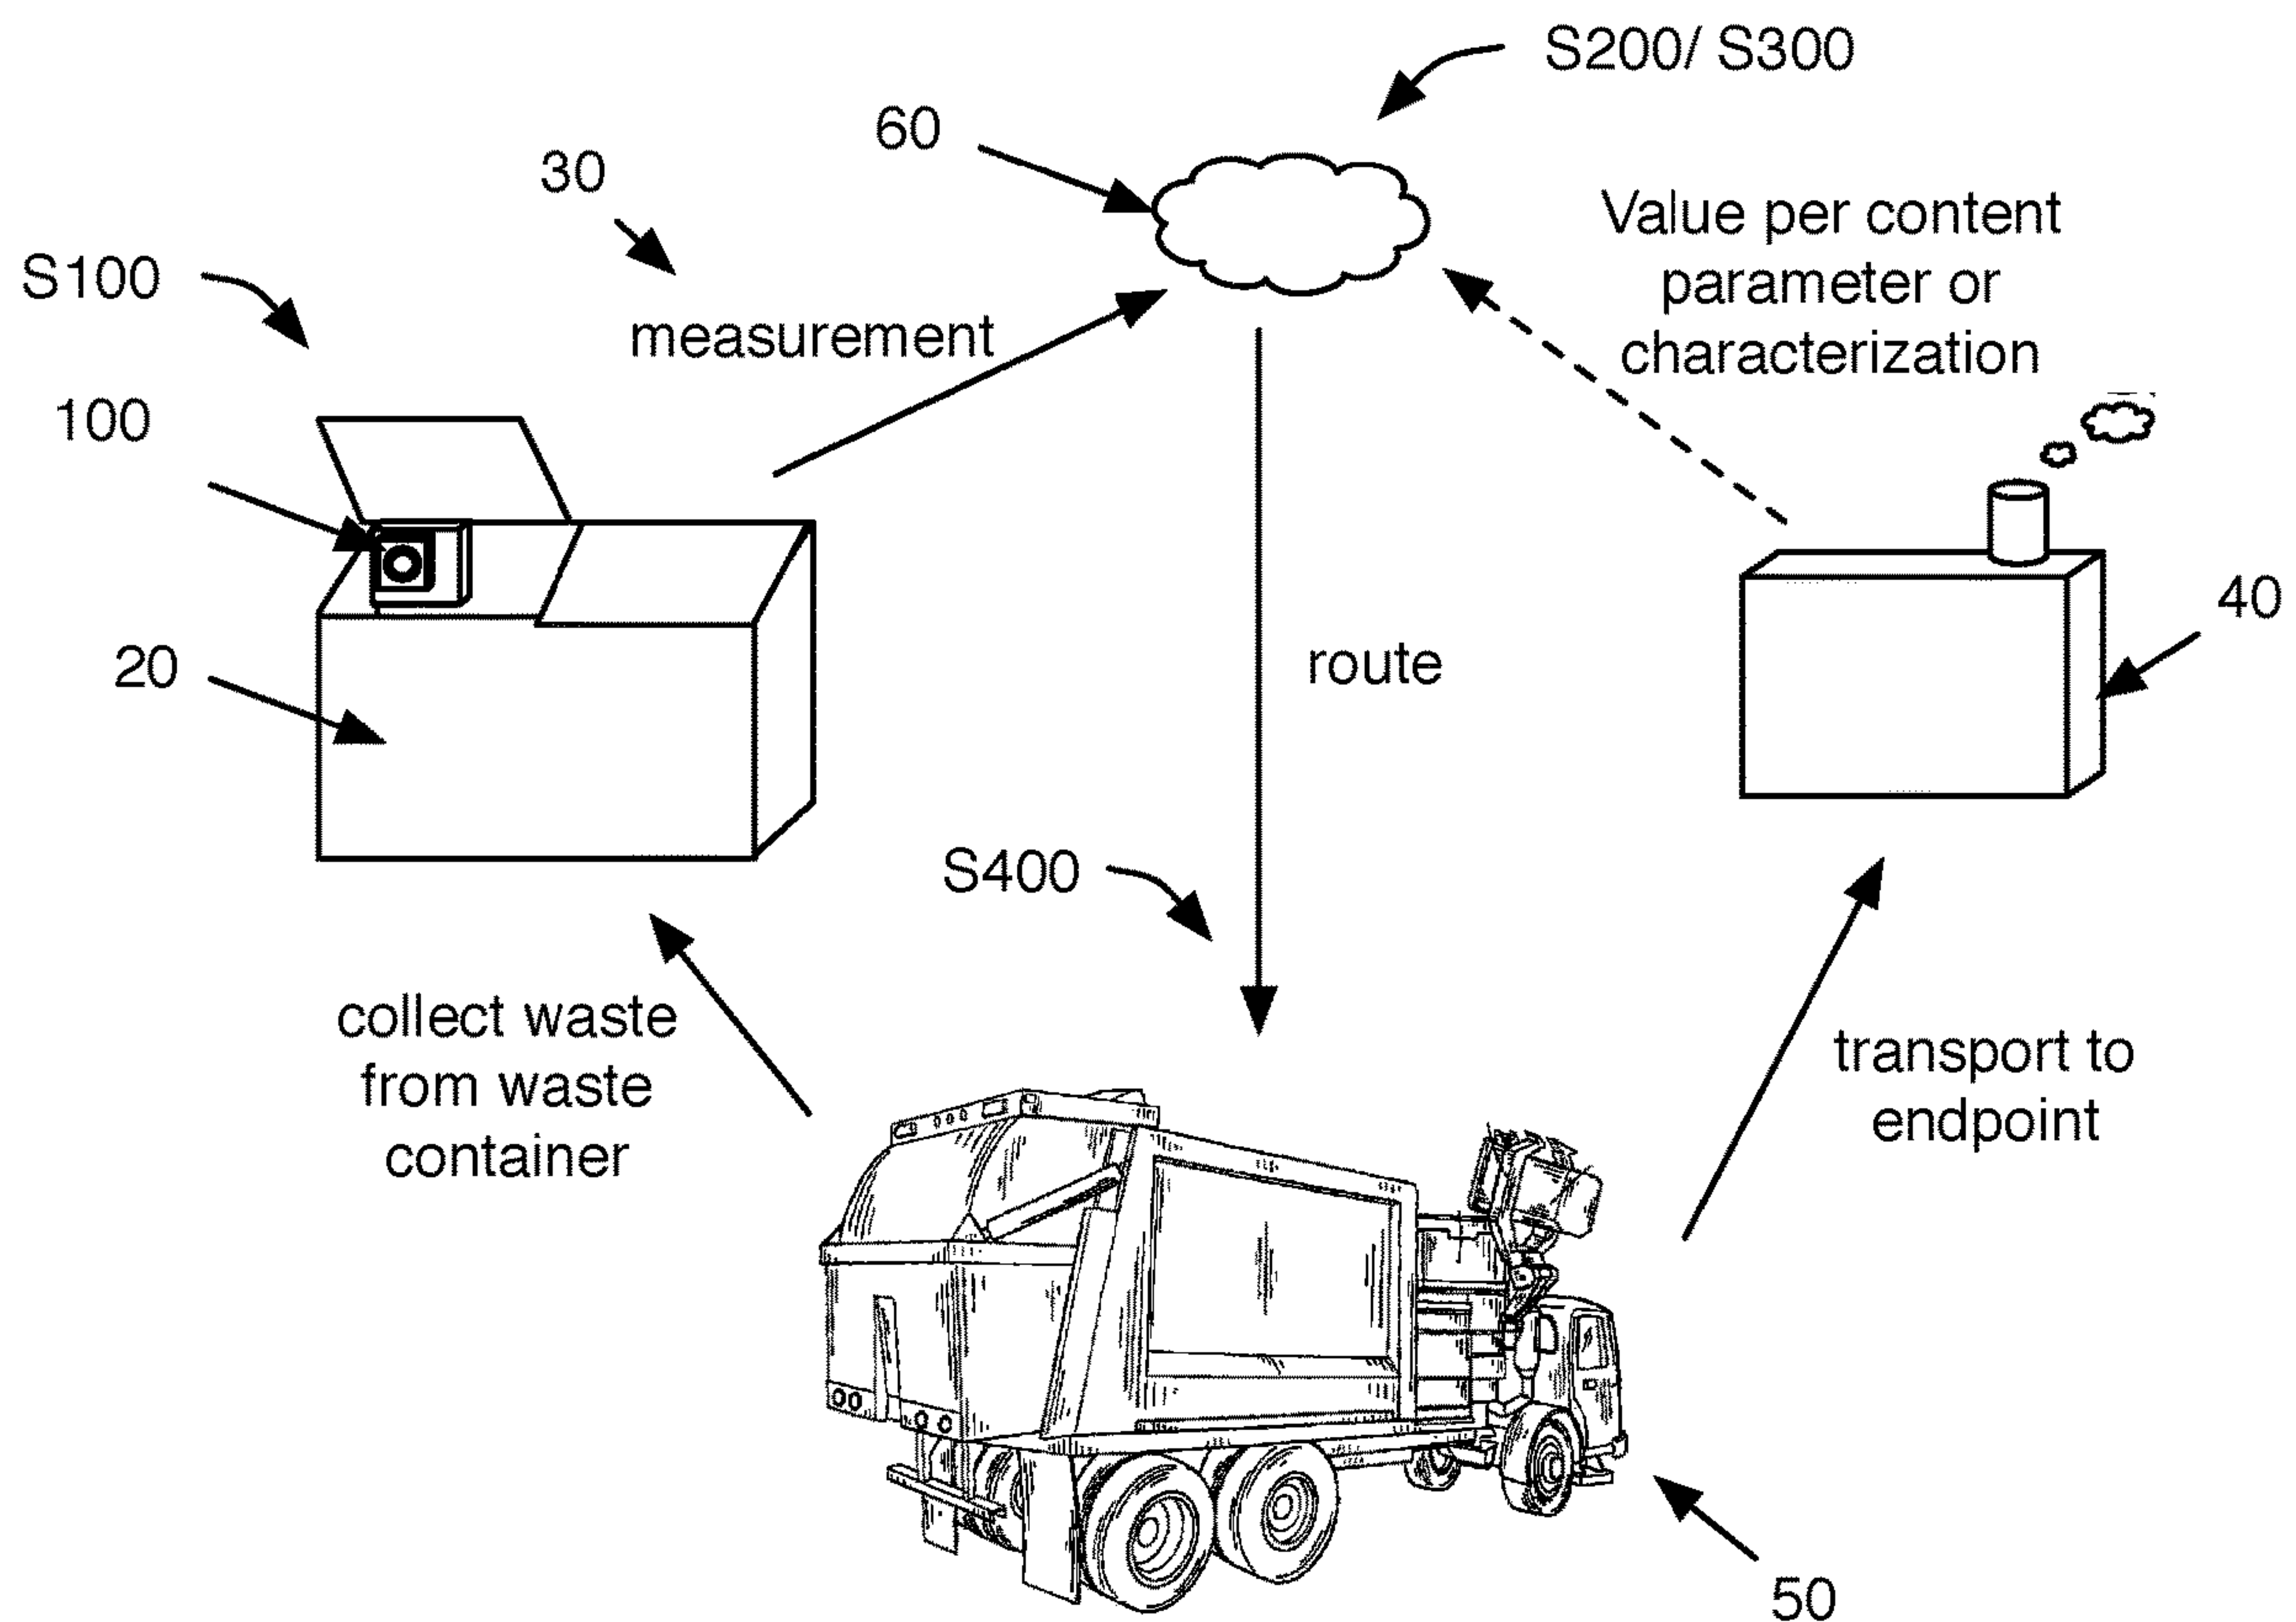 S200/ S300
60
30
Value per content
parameter or
characterization
S100
measurement
100
40
20
route
S400
collect waste
from waste
container
transport to
endpoint
50